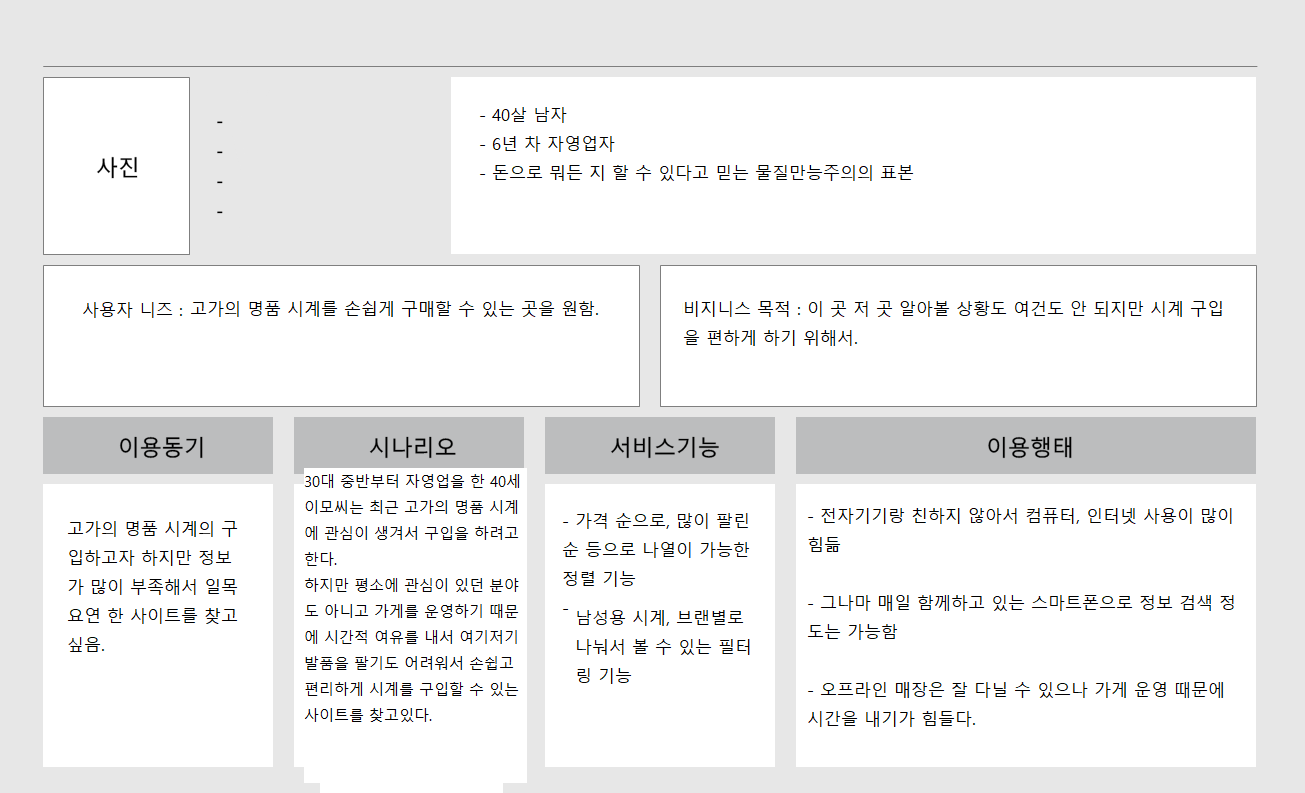 사진
-
-
-
-
- 40살 남자
- 6년 차 자영업자
- 돈으로 뭐든 지 할 수 있다고 믿는 물질만능주의의 표본
사용자 니즈 : 고가의 명품 시계를 손쉽게 구매할 수 있는 곳을 원함.
비지니스 목적 : 이 곳 저 곳 알아볼 상황도 여건도 안 되지만 시계 구입
을 편하게 하기 위해서.
이용동기
고가의 명품 시계의 구
입하고자 하지만 정보
가 많이 부족해서 일목
요연 한 사이트를 찾고
싶음.
시나리오
30대 중반부터 자영업을 한 40세
이모씨는 최근 고가의 명품 시계
에 관심이 생겨서 구입을 하려고
한다.
하지만 평소에 관심이 있던 분야
도 아니고 가게를 운영하기 때문
에 시간적 여유를 내서 여기저기
발품을 팔기도 어려워서 손쉽고
편리하게 시계를 구입할 수 있는
사이트를 찾고있다.
서비스기능
- 가격 순으로, 많이 팔린
순 등으로 나열이 가능한
정렬 기능
- 남성용 시계, 브랜별로
나눠서 볼 수 있는 필터
링 기능
이용행태
- 전자기기랑 친하지 않아서 컴퓨터, 인터넷 사용이 많이
힘듦
- 그나마 매일 함께하고 있는 스마트폰으로 정보 검색 정
도는 가능함
- 오프라인 매장은 잘 다닐 수 있으나 가게 운영 때문에
시간을 내기가 힘들다.